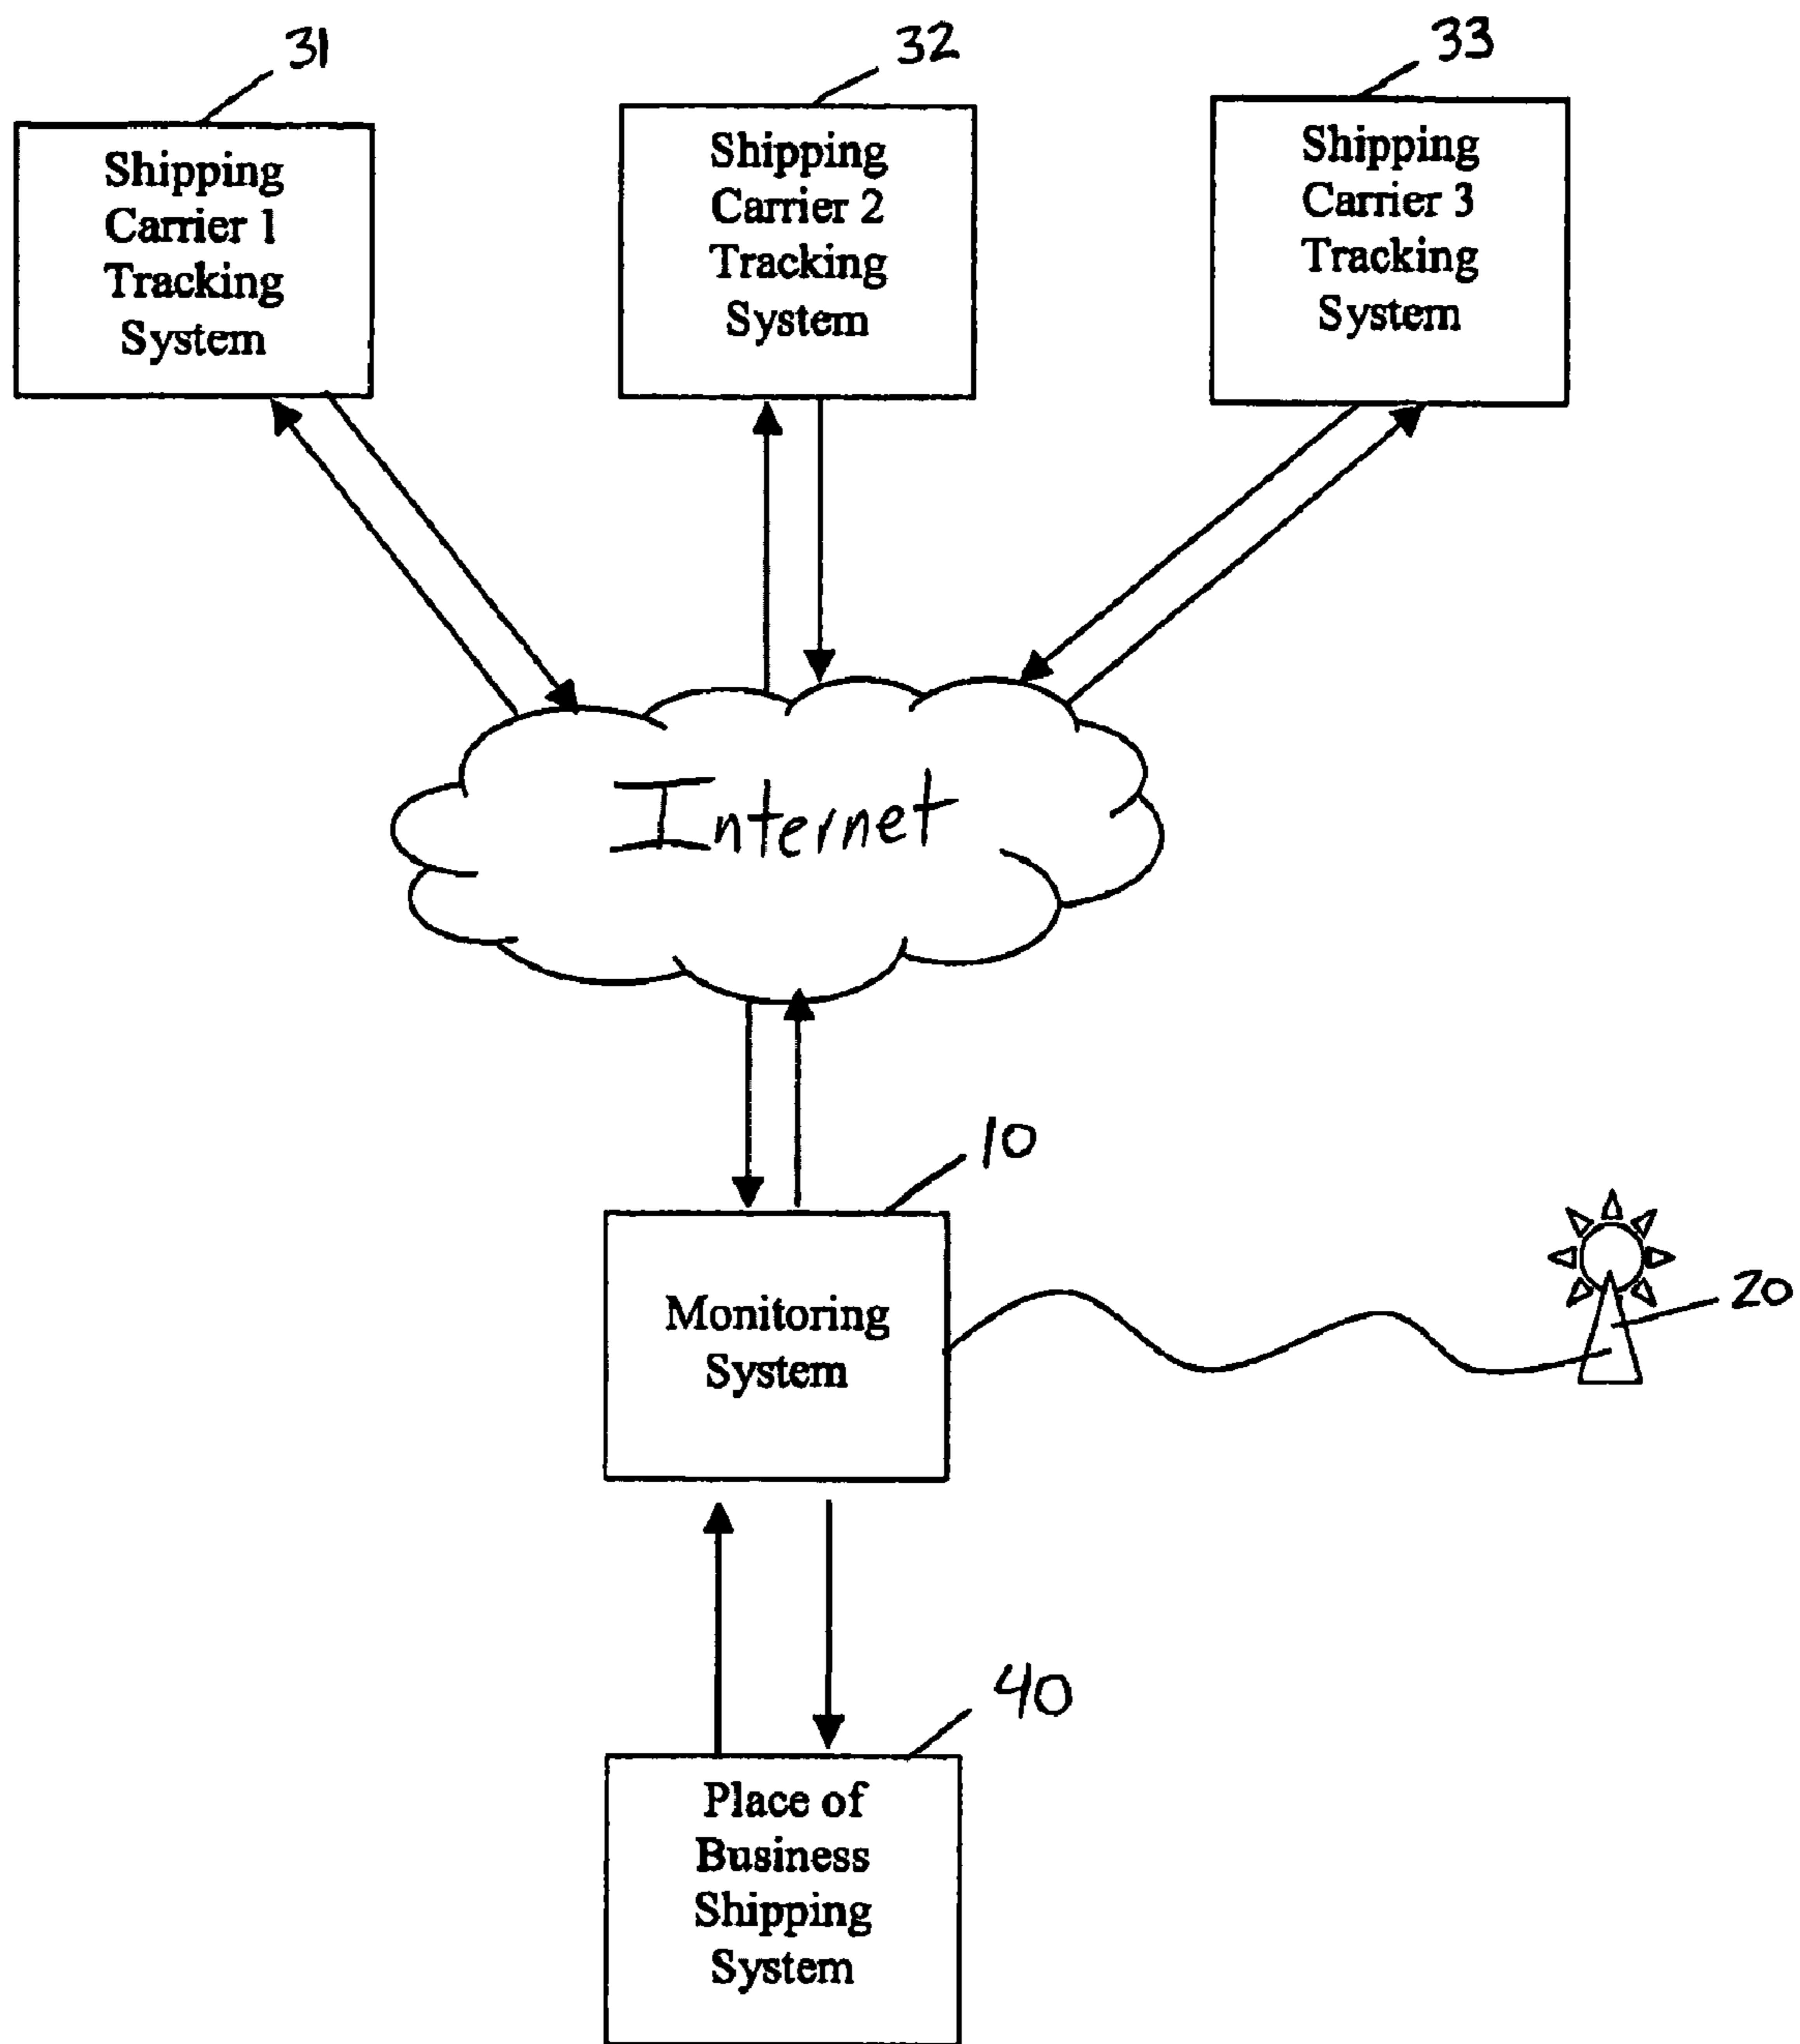 31
32
33
Shipping
Carrier 1
Tracking
System
Shipping
Carrier 2
Tracking
System
Shipping
Carrier 3
Tracking
System
Internet
10
Monitoring
System
20
40
Place of
Business
Shipping
System